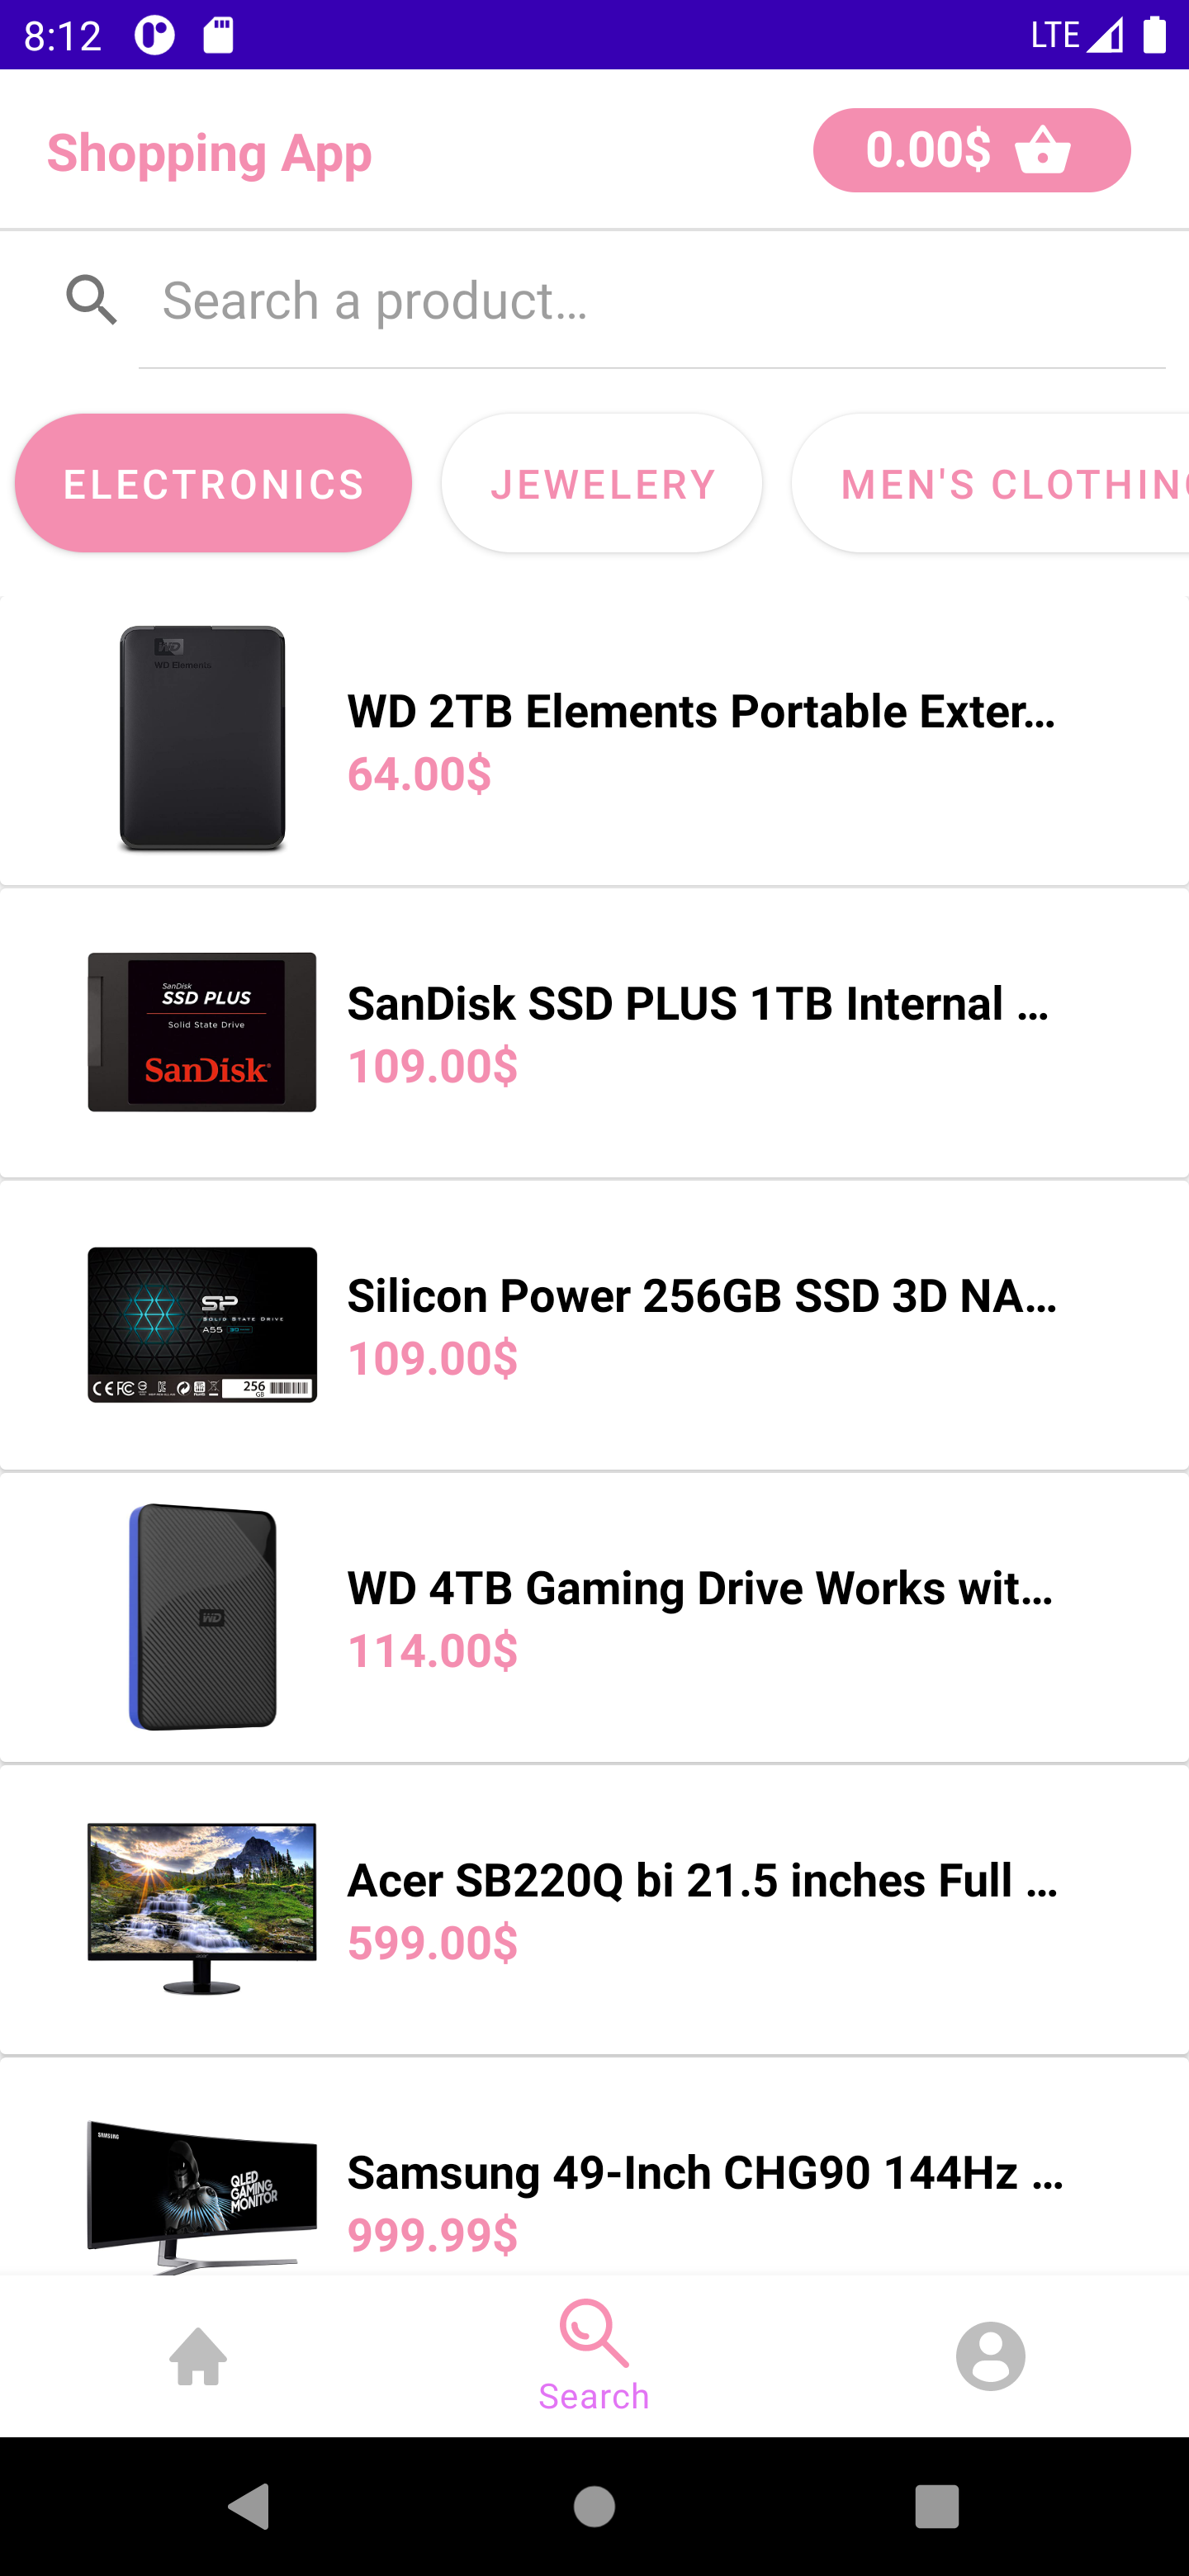 8:12
LTE
Shopping App
0.00$
Search a product...
ELECTRONICS
JEWELERY
MEN'S CLOTHING
WD
WD Elements
WD 2TB Elements Portable Exter...
64.00$
SanDisk
SSD PLUS
Solid State Drive
SanDisk
SanDisk SSD PLUS 1TB Internal ...
109.00$
SP
SOLID STATE DRIVE
A55
256
GB
Silicon Power 256GB SSD 3D NA...
109.00$
WD
WD 4TB Gaming Drive Works wit...
114.00$
Acer SB220Q bi 21.5 inches Full ...
599.00$
SAMSUNG
QLED
GAMING
MONITOR
Samsung 49-Inch CHG90 144Hz ...
999.99$
Search